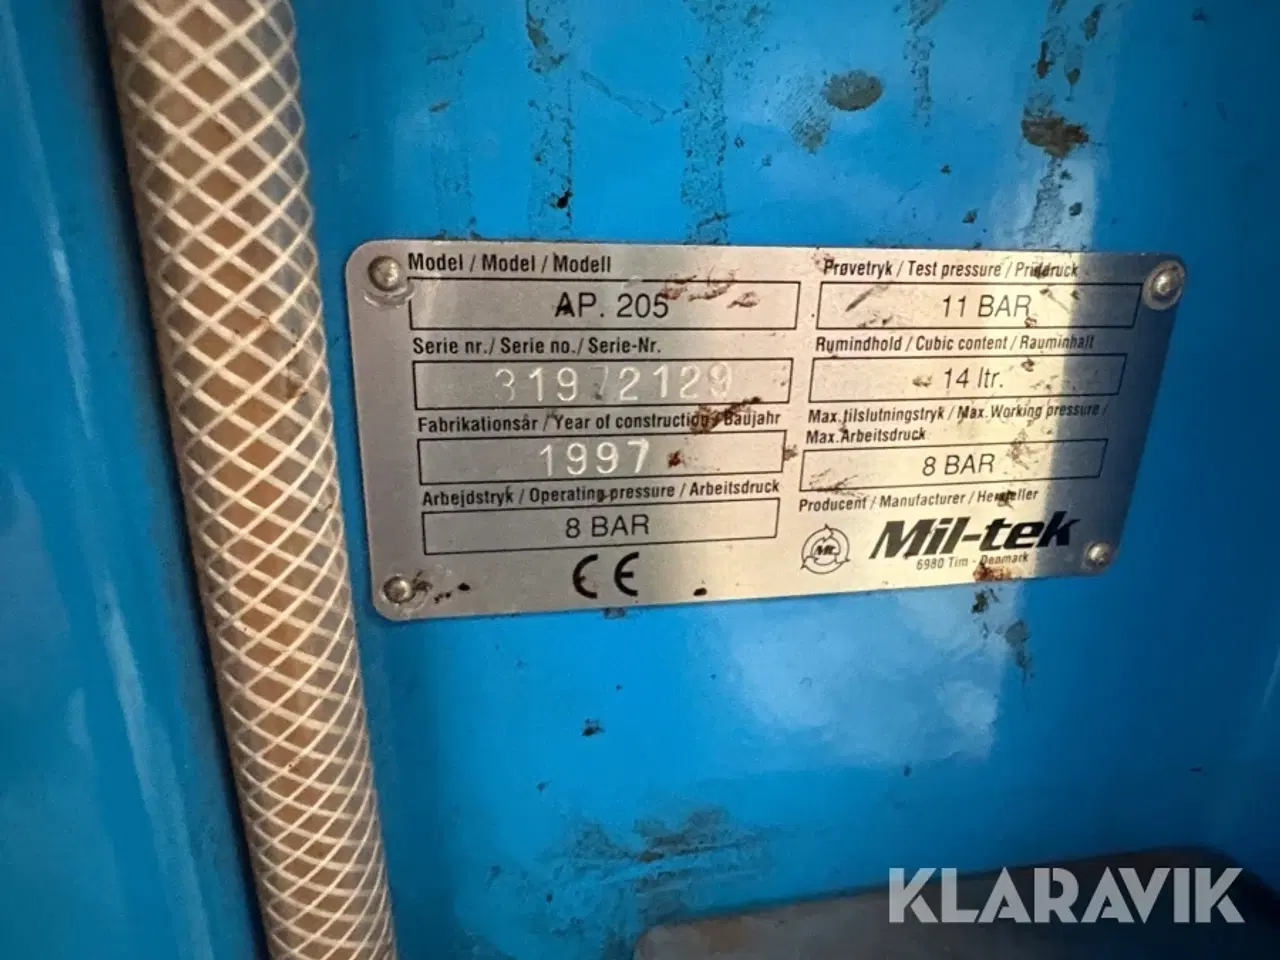 Model / Model / Modell
AP. 205
Serie nr./ Serie no./ Serie-Nr.
319/2129
Fabrikationsår / Year of construction / Baujahr
1997
Arbejdstryk / Operating pressure / Arbeitsdruck
8 BAR
CE
Prøvetryk / Test pressure / Prüfdruck
11 BAR
Rumindhold / Cubic content / Rauminhalt
14 ltr.
Max. tilslutningstryk / Max. Working pressure /
Max. Arbeitsdruck
8 BAR
Producent / Manufacturer / Hersteller
Mil-tek
6980 Tim - Denmark
KLARAVIK